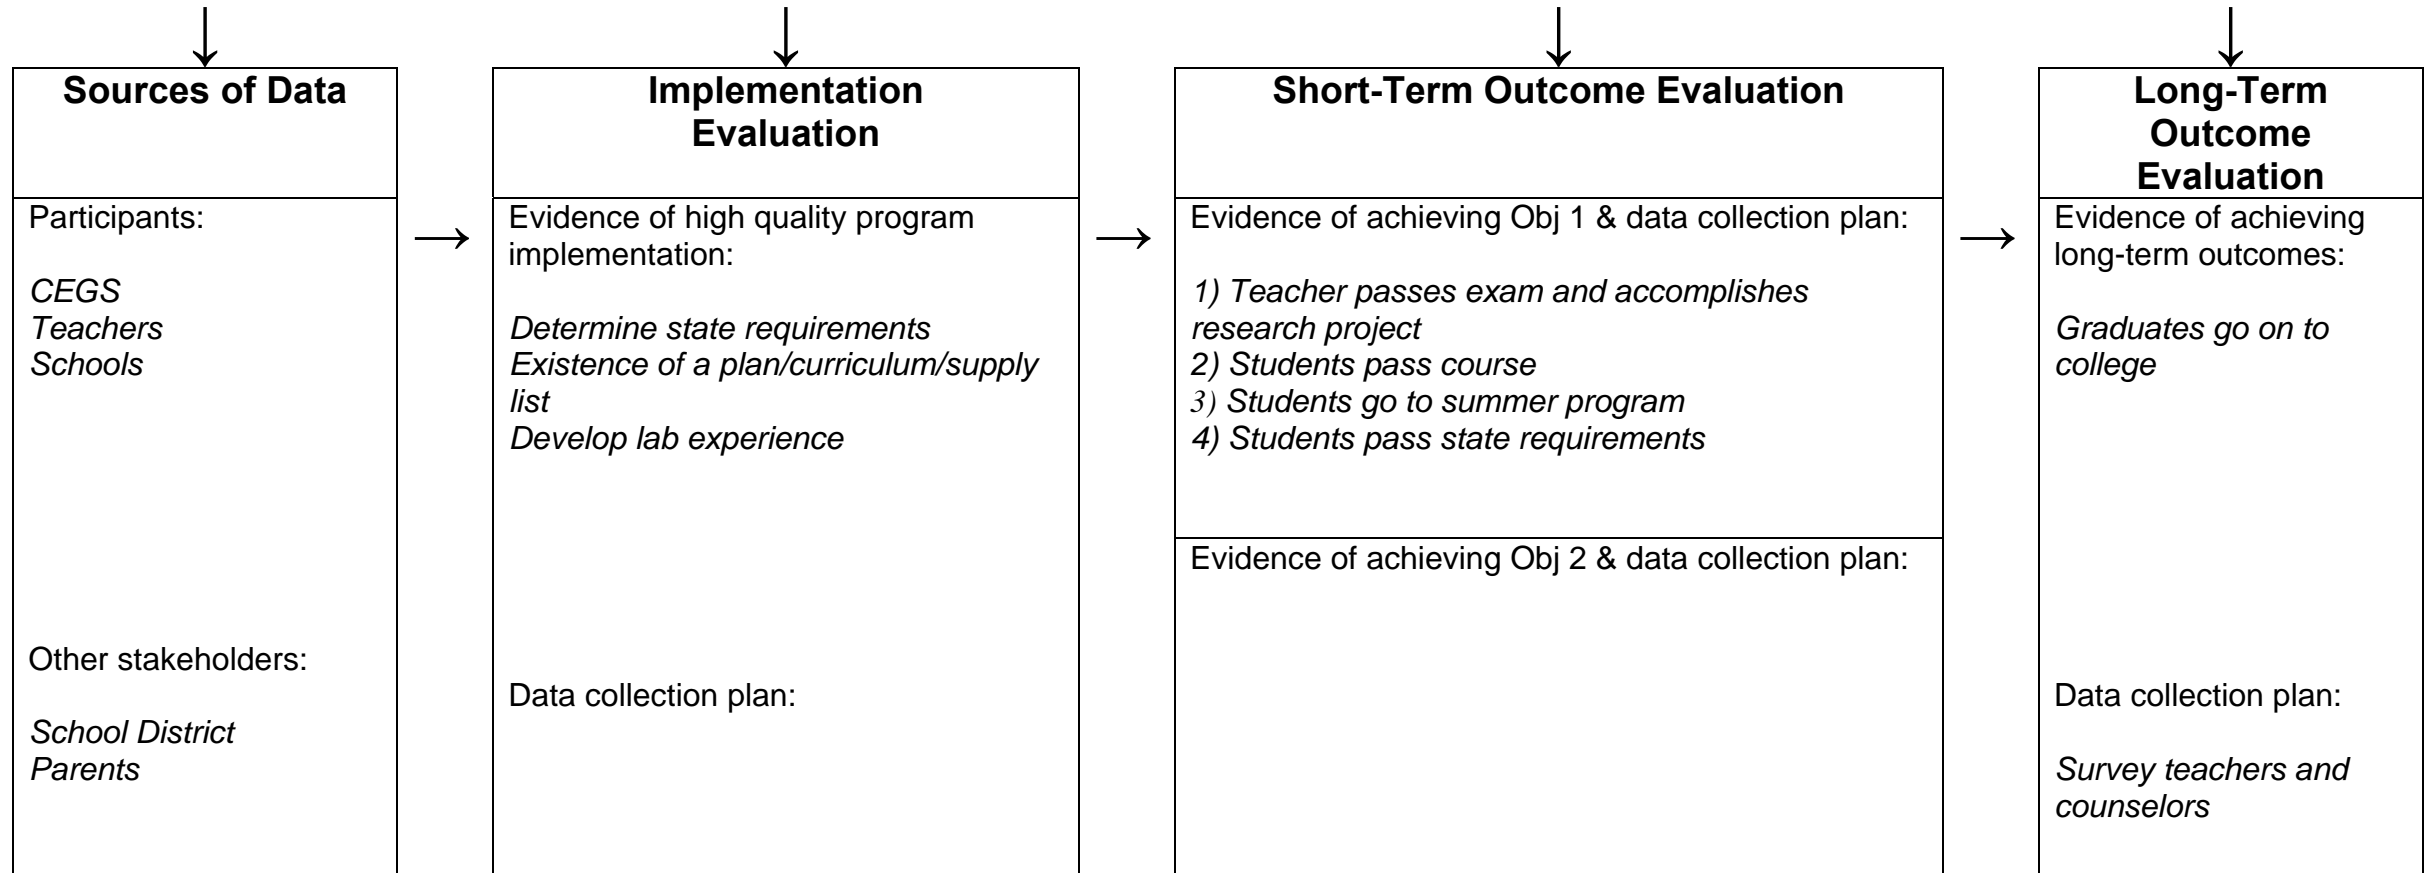 Sources of Data
Participants:
CEGS
Teachers
Schools
Other stakeholders:
School District
Parents
Implementation
Evaluation
Evidence of high quality program
implementation:
Determine state requirements
Existence of a plan/curriculum/supply
list
Develop lab experience
Data collection plan:
Short-Term Outcome Evaluation
Evidence of achieving Obj 1 & data collection plan:
1) Teacher passes exam and accomplishes
research project
2) Students pass course
3) Students go to summer program
4) Students pass state requirements
Evidence of achieving Obj 2 & data collection plan:
Long-Term
Outcome
Evaluation
Evidence of achieving
long-term outcomes:
Graduates go on to
college
Data collection plan:
Survey teachers and
counselors